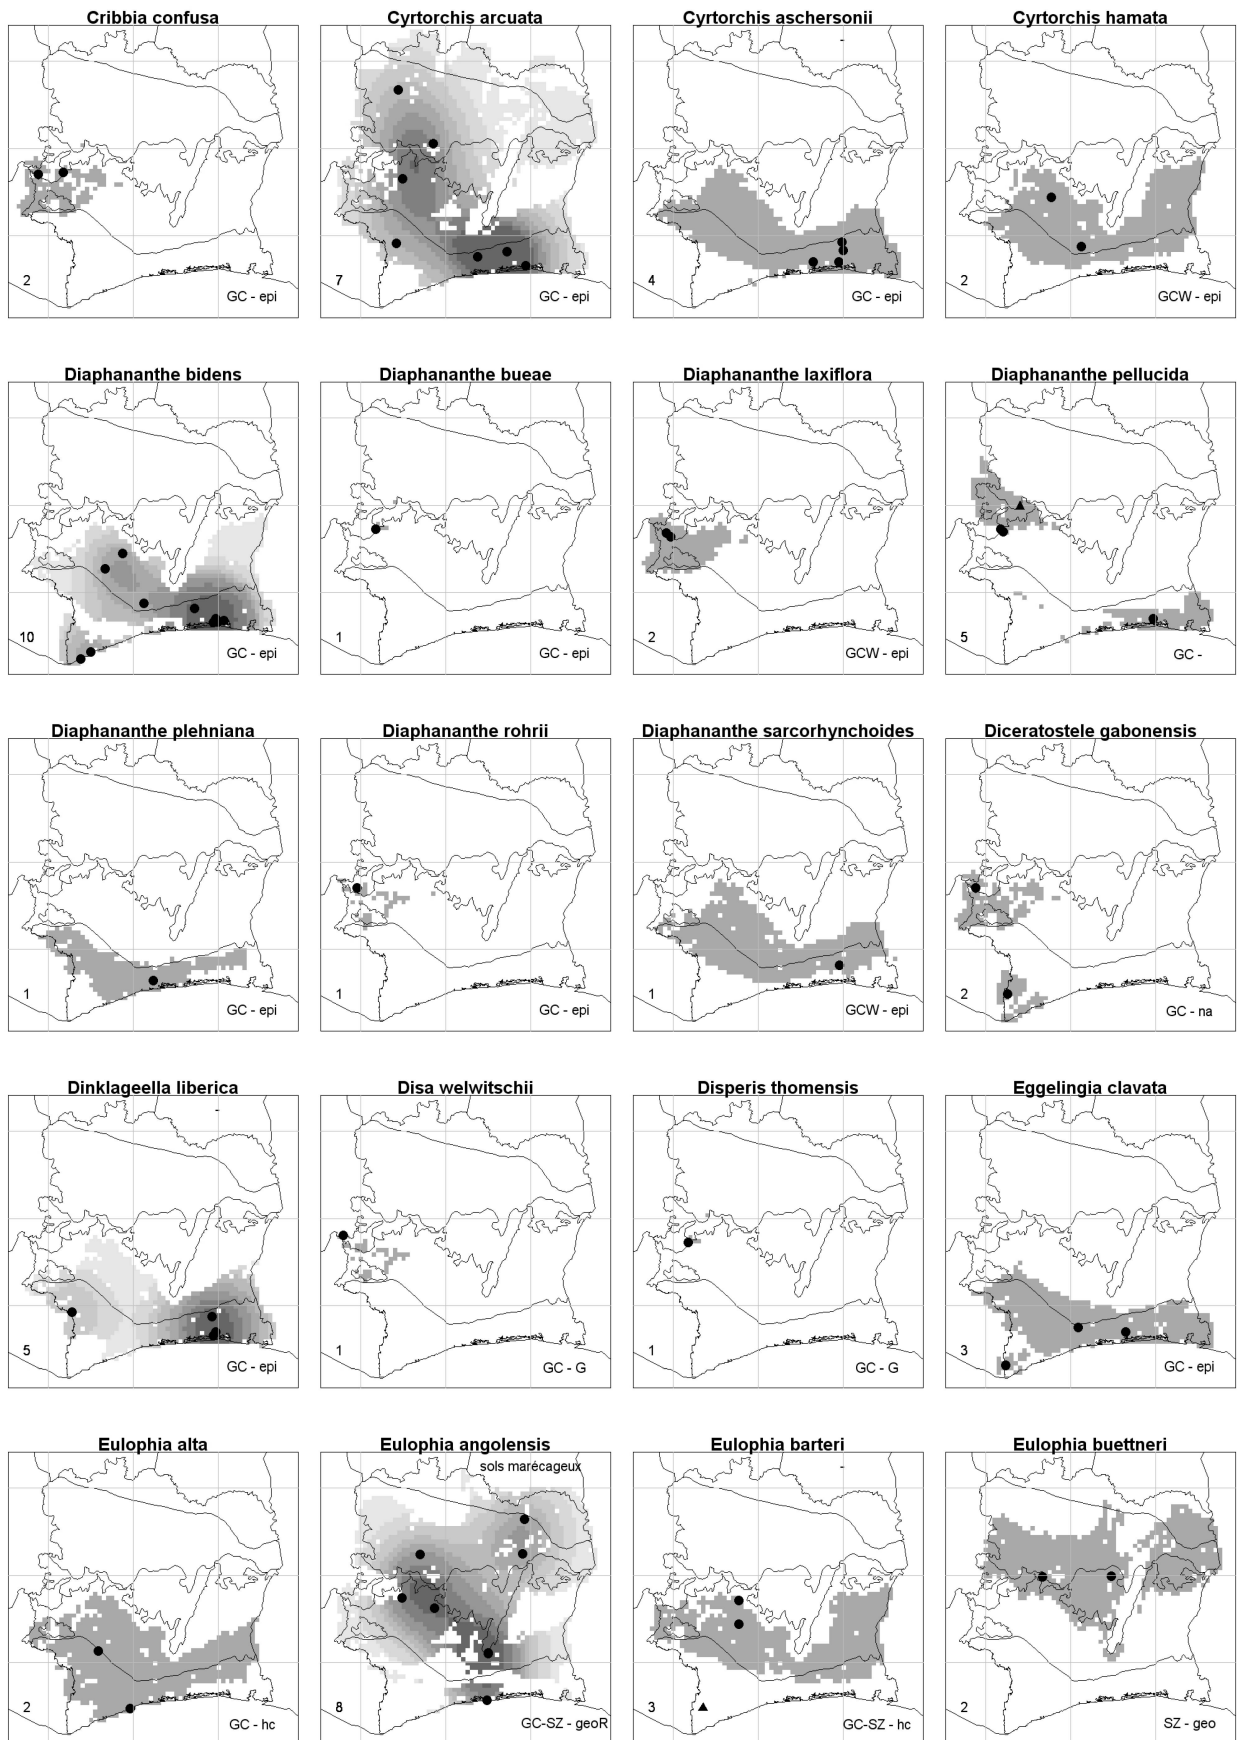 Cribbia confusa
2
GC - epi
Cyrtorchis arcuata
7
GC - epi
Cyrtorchis aschersonii
-
4
GC - epi
Cyrtorchis hamata
2
GCW - epi
Diaphananthe bidens
10
GC - epi
Diaphananthe bueae
1
GC - epi
Diaphananthe laxiflora
2
GCW - epi
Diaphananthe pellucida
5
GC -
Diaphananthe plehniana
1
GC - epi
Diaphananthe rohrii
1
GC - epi
Diaphananthe sarcorhynchoides
1
GCW - epi
Diceratostele gabonensis
2
GC - na
Dinklageella liberica
-
5
GC - epi
Disa welwitschii
1
GC - G
Disperis thomensis
1
GC - G
Eggelingia clavata
3
GC - epi
Eulophia alta
2
GC - hc
Eulophia angolensis
sols marécageux
8
GC-SZ - geoR
Eulophia barteri
-
3
GC-SZ - hc
Eulophia buettneri
2
SZ - geo